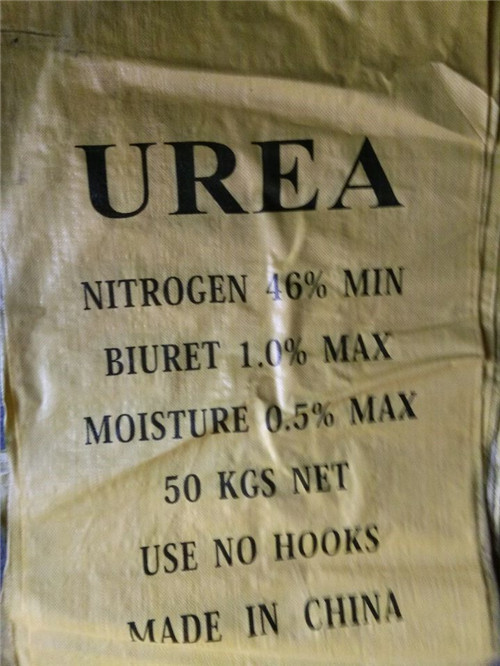 UREA
NITROGEN 46% MIN
BIURET 1.0% MAX
MOISTURE 0.5% MAX
50 KGS NET
USE NO HOOKS
MADE IN CHINA